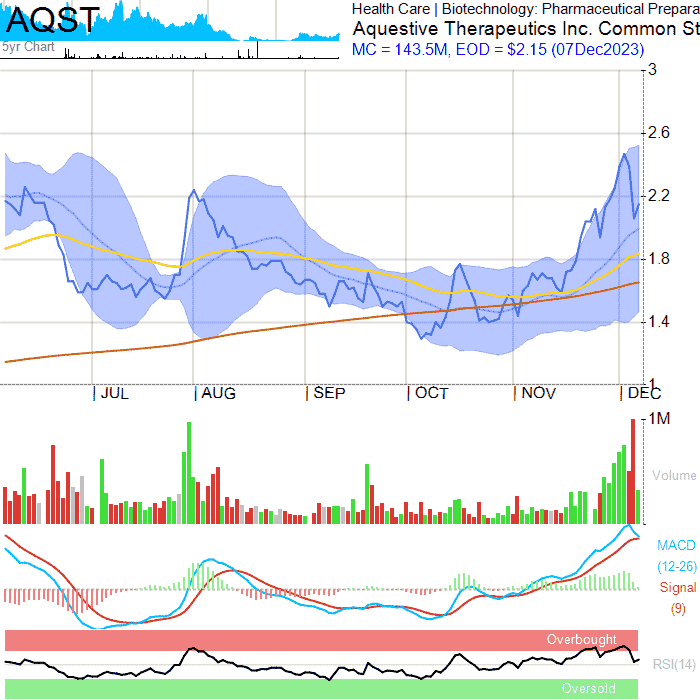 AQST
5yr Chart
Health Care | Biotechnology: Pharmaceutical Prepara
Aquestive Therapeutics Inc. Common St
MC = 143.5M, EOD = $2.15 (07Dec2023)
3
2.6
2.2
1.8
1.4
1
JUL
AUG
SEP
OCT
NOV
DEC
1M
Volume
MACD
(12-26)
Signal
(9)
Overbought
RSI(14)
Oversold